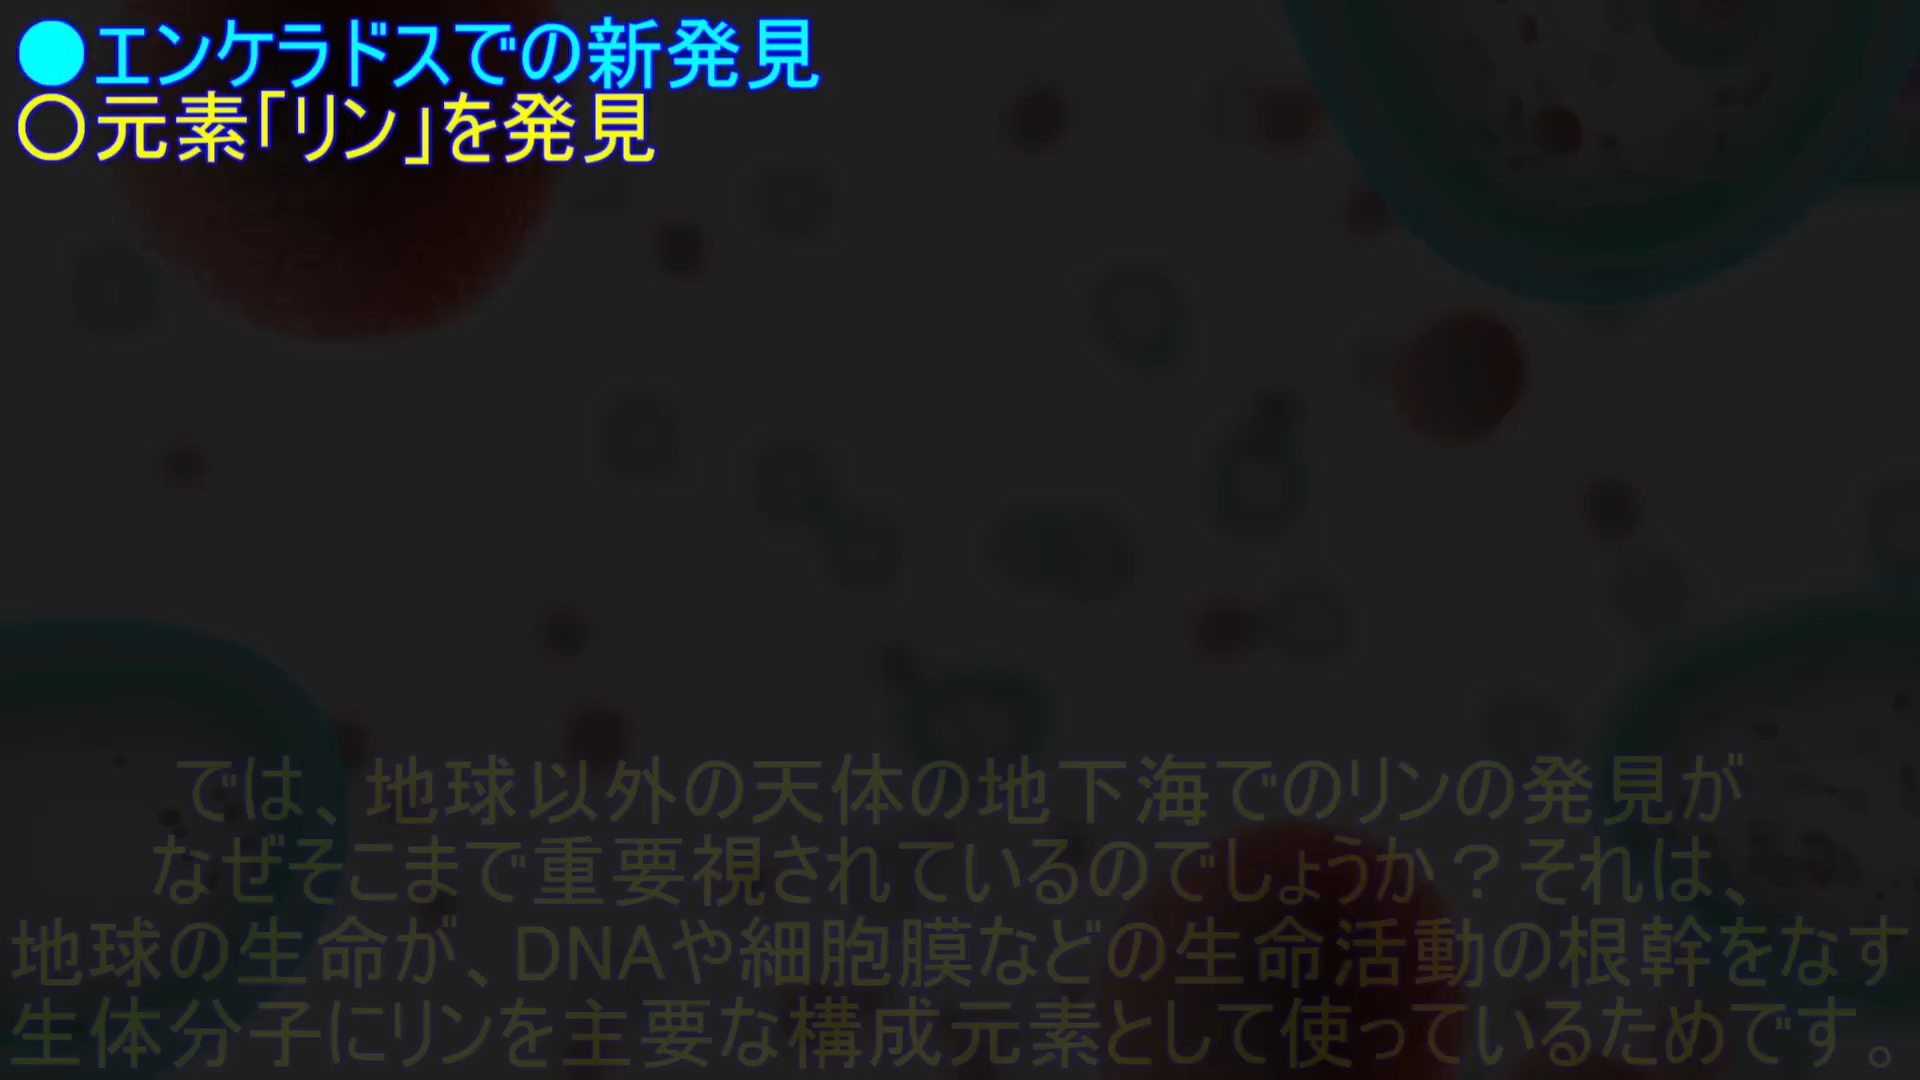 ●エンケラドスでの新発見
○元素「リン」を発見
では、地球以外の天体の地下海でのリンの発見が
なぜそこまで重要視されているのでしょうか？それは、
地球の生命が、DNAや細胞膜などの生命活動の根幹をなす
生体分子にリンを主要な構成元素として使っているためです。